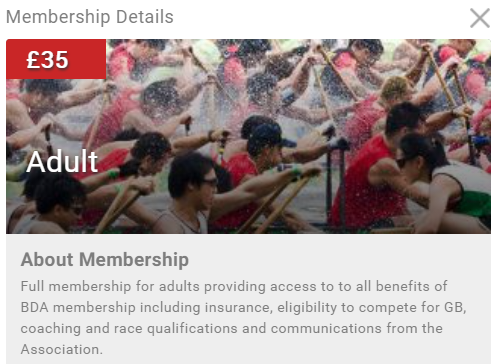 Membership Details
£35
Adult
About Membership
Full membership for adults providing access to to all benefits of
BDA membership including insurance, eligibility to compete for GB,
coaching and race qualifications and communications from the
Association.